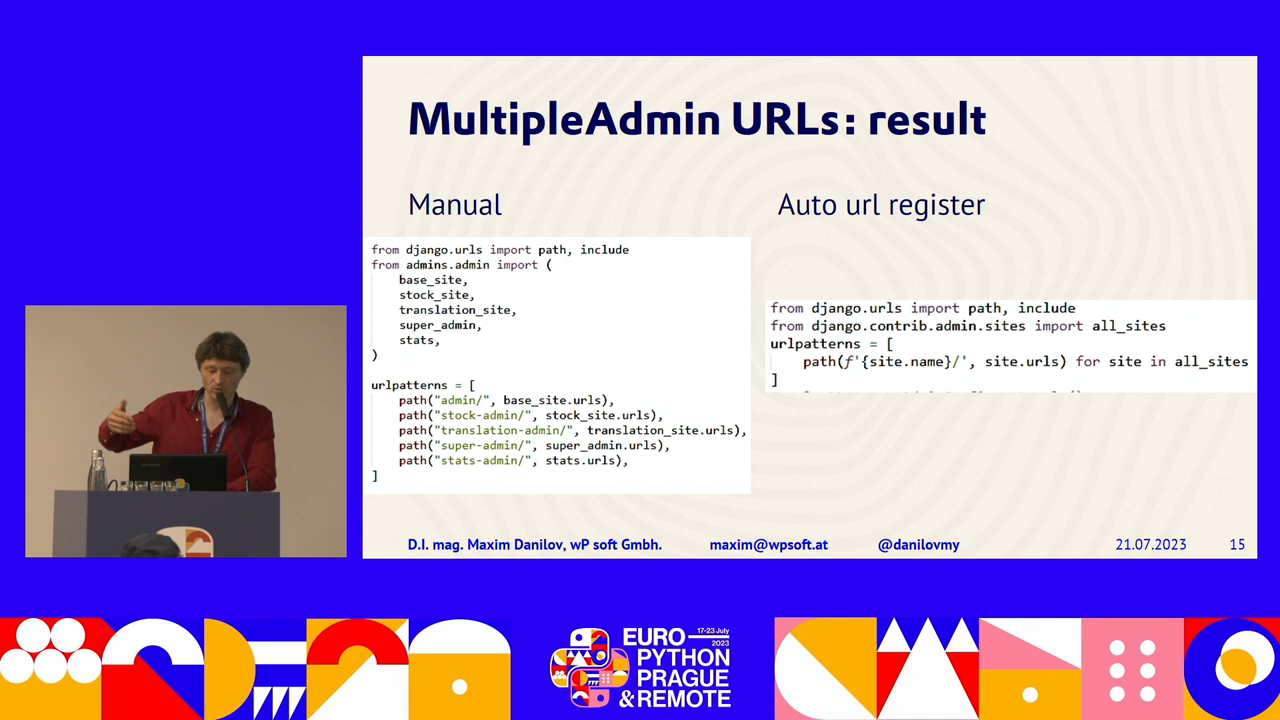 MultipleAdmin URLs: result
Manual
from django.urls import path, include
from admins.admin import (
    base_site,
    stock_site,
    translation_site,
    super_admin,
    stats,
)
urlpatterns = [
    path("admin/", base_site.urls),
    path("stock-admin/", stock_site.urls),
    path("translation-admin/", translation_site.urls),
    path("super-admin/", super_admin.urls),
    path("stats-admin/", stats.urls),
]
Auto url register
from django.urls import path, include
from django.contrib.admin.sites import all_sites
urlpatterns = [
    path(f'{site.name}/', site.urls) for site in all_sites
]
D.I. mag. Maxim Danilov, wP soft Gmbh. maxim@wpsoft.at @danilovmy 21.07.2023 15
17-23 July
2023
EURO
PYTHON
PRAGUE
& REMOTE